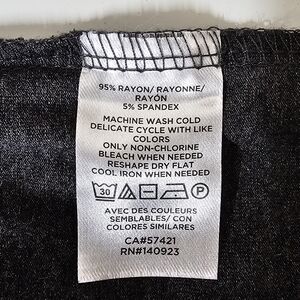 95% RAYON/ RAYONNE/
RAYÓN
5% SPANDEX
MACHINE WASH COLD
DELICATE CYCLE WITH LIKE
COLORS
ONLY NON-CHLORINE
BLEACH WHEN NEEDED
RESHAPE DRY FLAT
COOL IRON WHEN NEEDED
30 P
AVEC DES COULEURS
SEMBLABLES/ CON
COLORES SIMILARES
CA#57421
RN#140923